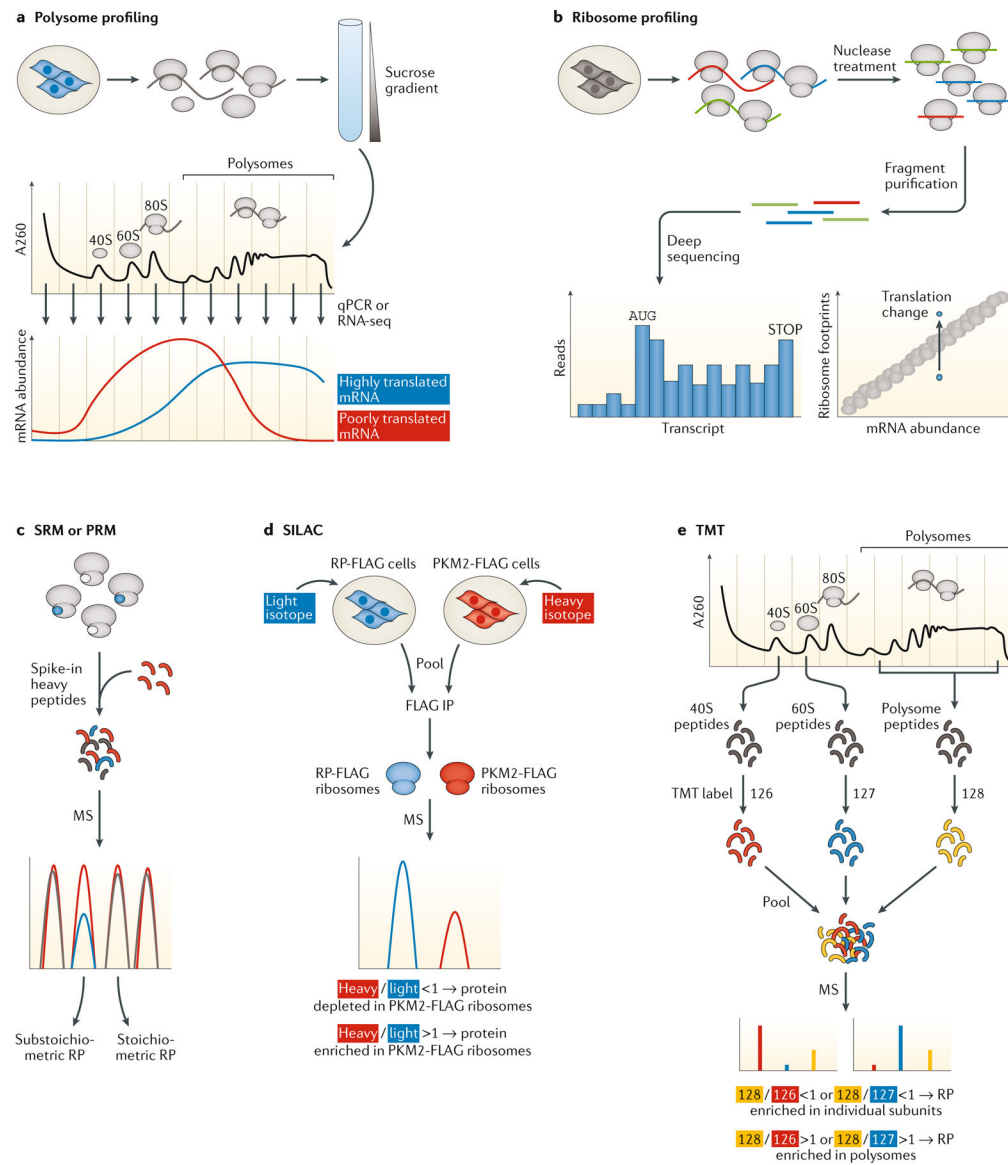 a Polysome profiling
Sucrose
gradient
Polysomes
A260
40S
60S
80S
qPCR or
RNA-seq
mRNA abundance
Highly translated
mRNA
Poorly translated
mRNA
b Ribosome profiling
Nuclease
treatment
Fragment
purification
Deep
sequencing
Reads
AUG
STOP
Transcript
Ribosome footprints
Translation
change
mRNA abundance
c SRM or PRM
Spike-in
heavy
peptides
MS
Substoichio-
metric RP
Stoichio-
metric RP
d SILAC
RP-FLAG cells
PKM2-FLAG cells
Light
isotope
Heavy
isotope
Pool
FLAG IP
RP-FLAG
ribosomes
PKM2-FLAG
ribosomes
MS
Heavy/light<1 → protein
depleted in PKM2-FLAG ribosomes
Heavy/light>1 → protein
enriched in PKM2-FLAG ribosomes
e TMT
Polysomes
A260
40S
60S
80S
40S
peptides
60S
peptides
Polysome
peptides
TMT label
126
127
128
Pool
MS
128/126<1 or 128/127<1 → RP
enriched in individual subunits
128/126>1 or 128/127>1 → RP
enriched in polysomes